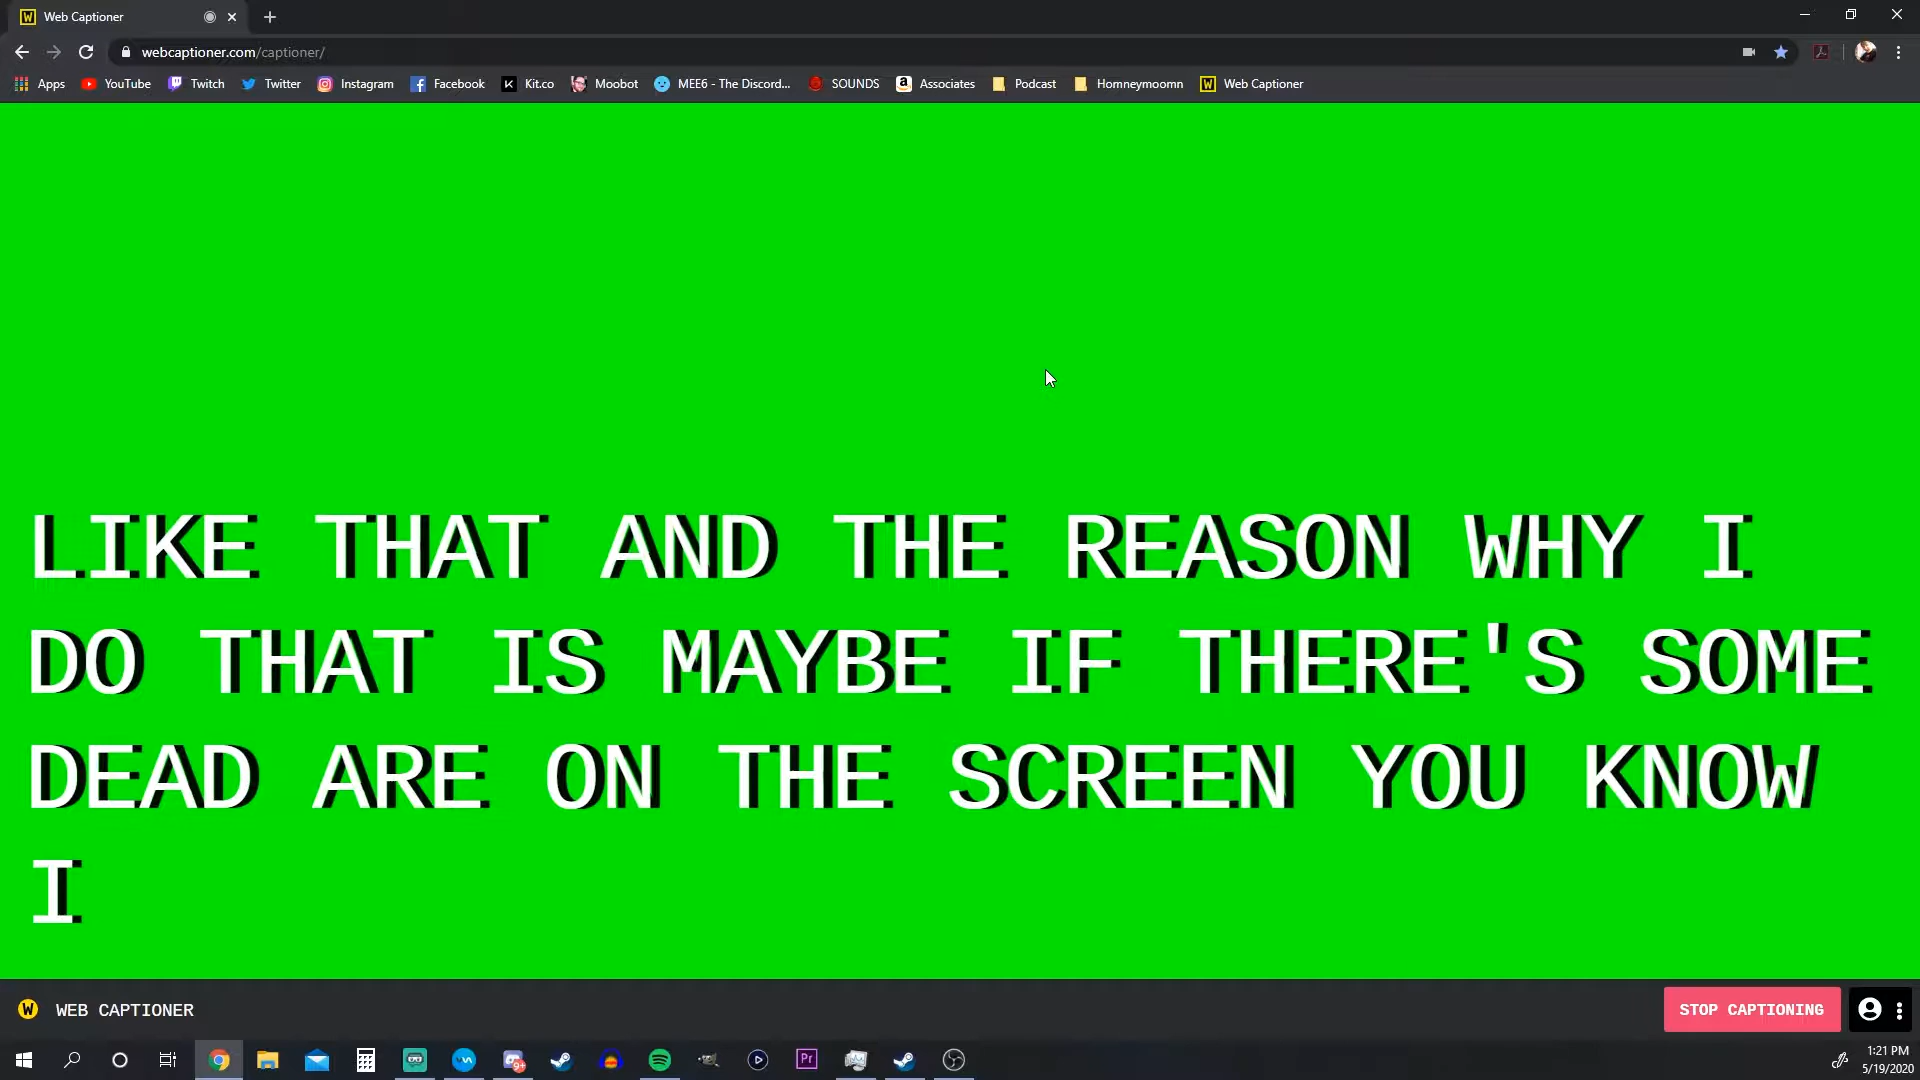 Web Captioner
webcaptioner.com/captioner/
Apps YouTube Twitch Twitter Instagram Facebook Kit.co Moobot MEE6 - The Discord... SOUNDS Associates Podcast Homneymoomn Web Captioner
LIKE THAT AND THE REASON WHY I
DO THAT IS MAYBE IF THERE'S SOME
DEAD ARE ON THE SCREEN YOU KNOW
I
WEB CAPTIONER
STOP CAPTIONING
1:21 PM
5/19/2020